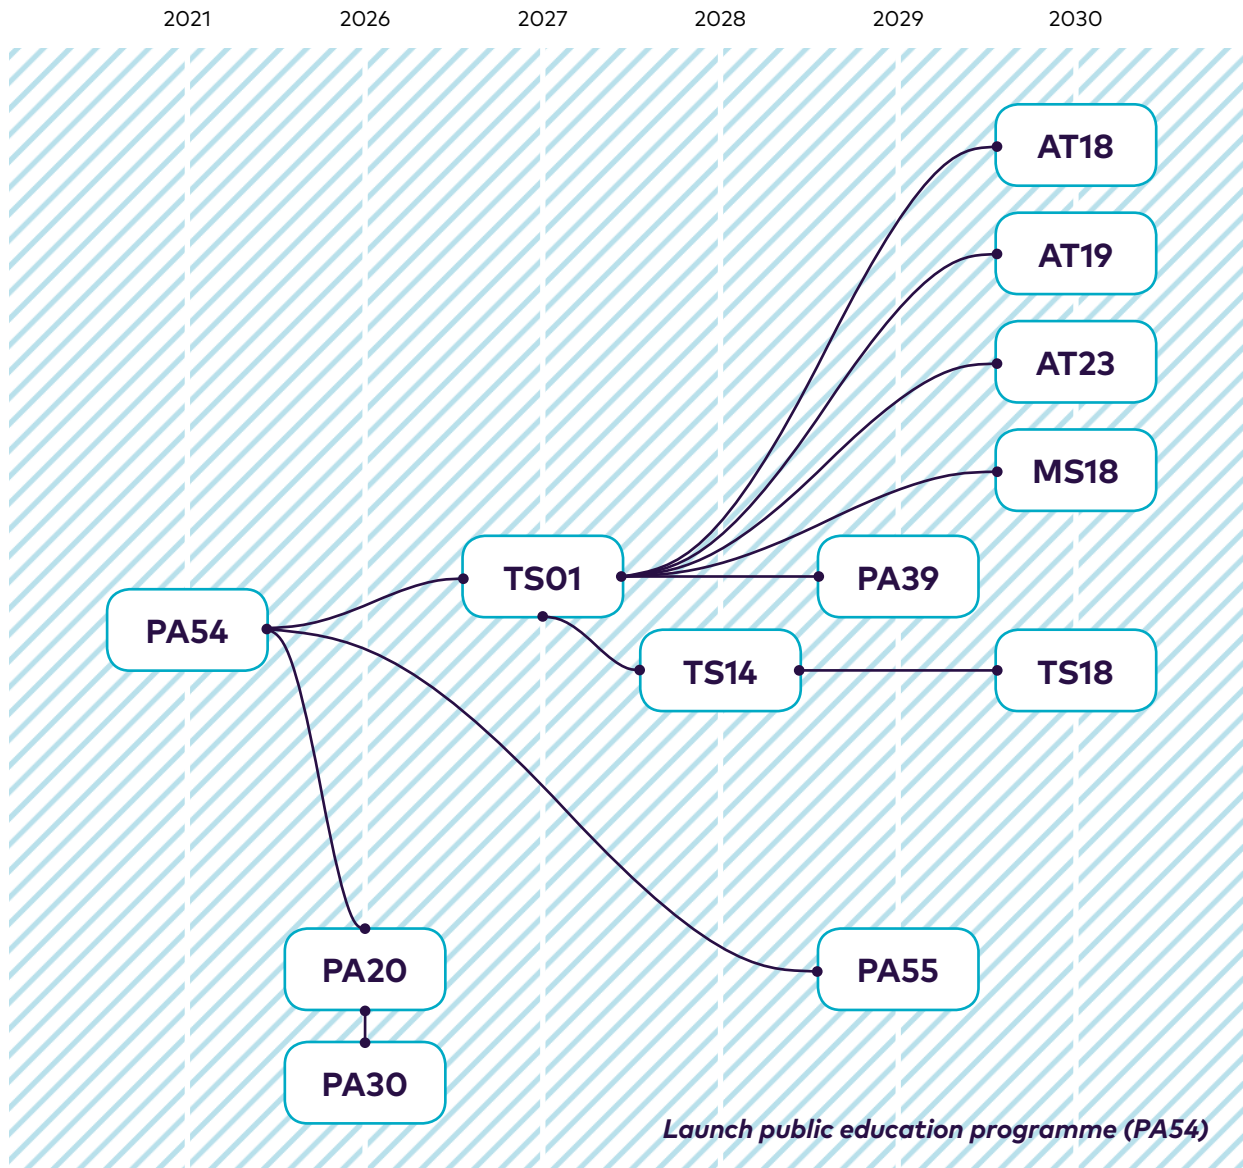 2021 2026 2027 2028 2029 2030
AT18
AT19
AT23
MS18
TS01 PA39
PA54
TS14 TS18
PA20 PA55
PA30
Launch public education programme (PA54)